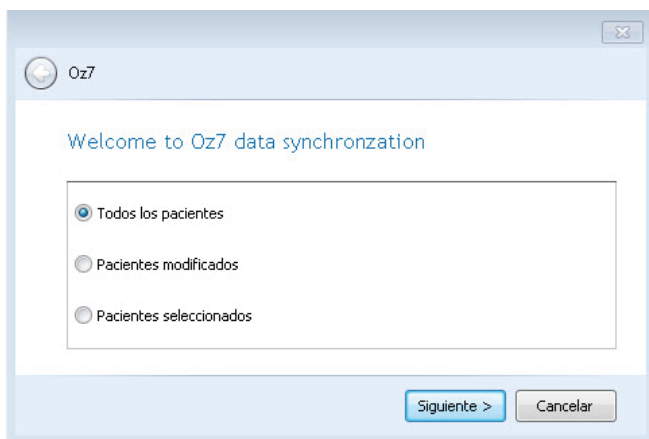 Oz7
Welcome to Oz7 data synchronzation
Todos los pacientes
Pacientes modificados
Pacientes seleccionados
Siguiente >
Cancelar